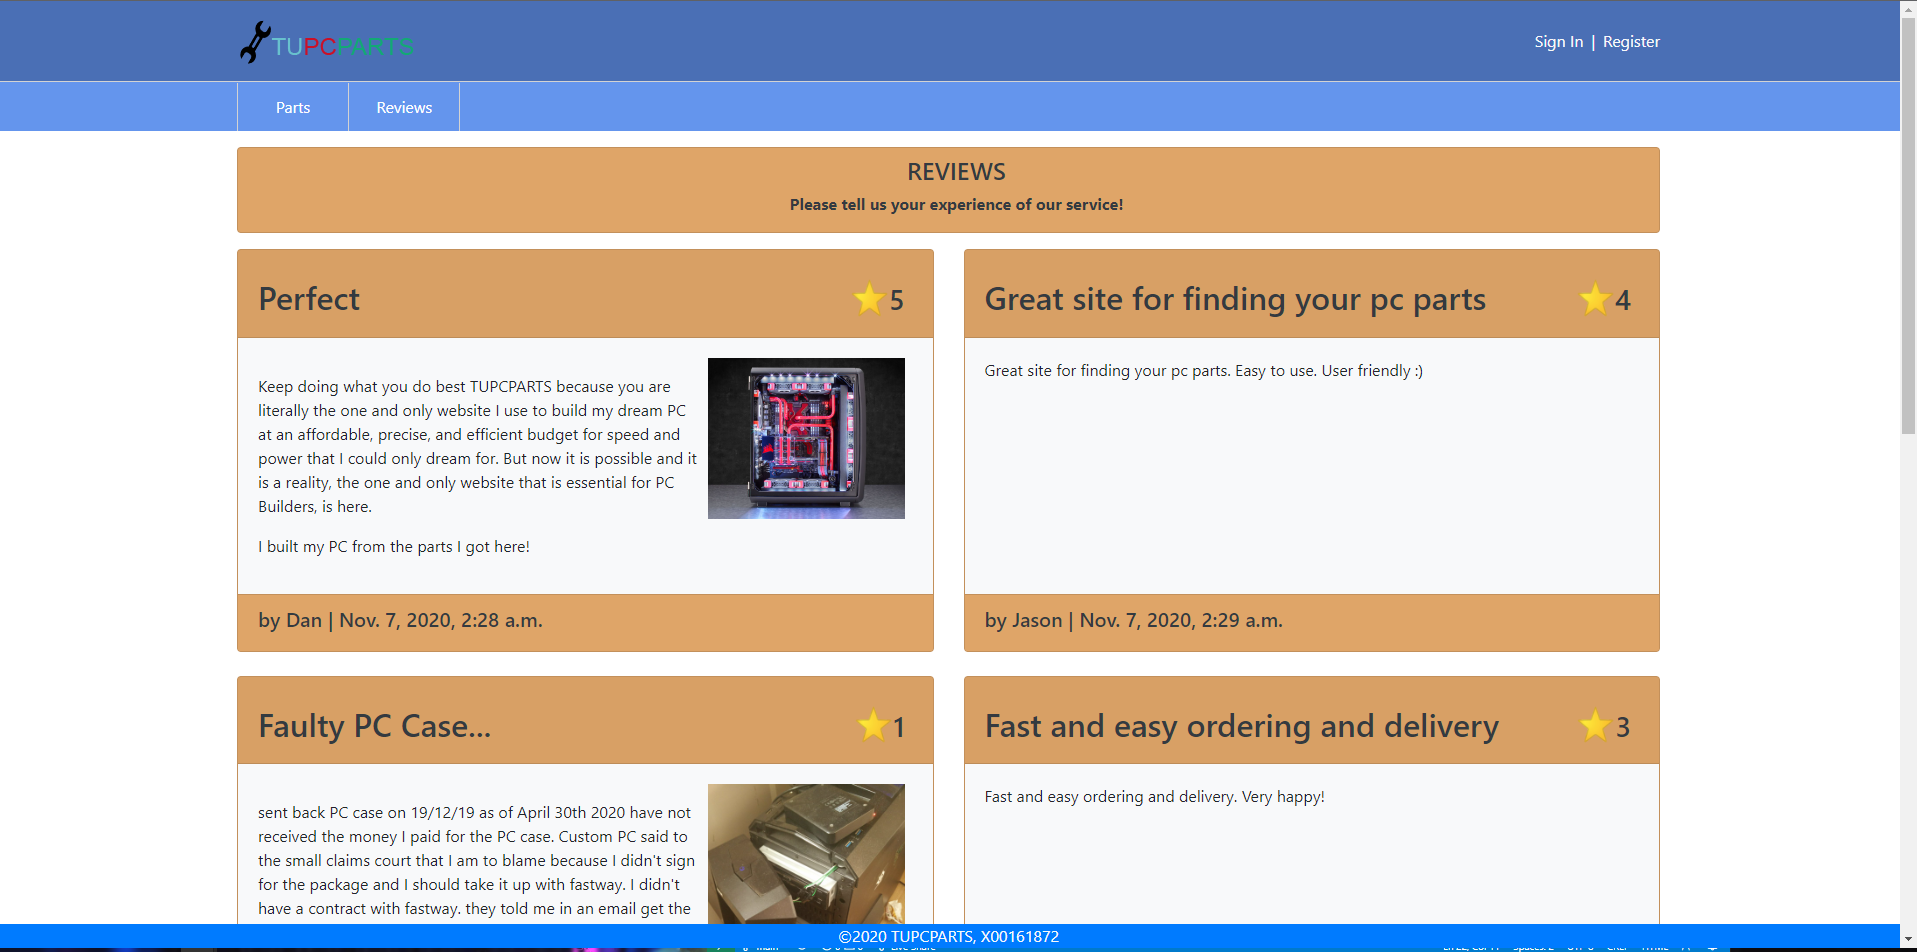 TUPCPARTS
Sign In | Register
Parts
Reviews
REVIEWS
Please tell us your experience of our service!
Perfect
5
Keep doing what you do best TUPCPARTS because you are
literally the one and only website I use to build my dream PC
at an affordable, precise, and efficient budget for speed and
power that I could only dream for. But now it is possible and it
is a reality, the one and only website that is essential for PC
Builders, is here.
I built my PC from the parts I got here!
by Dan | Nov. 7, 2020, 2:28 a.m.
Great site for finding your pc parts
4
Great site for finding your pc parts. Easy to use. User friendly :)
by Jason | Nov. 7, 2020, 2:29 a.m.
Faulty PC Case...
1
sent back PC case on 19/12/19 as of April 30th 2020 have not
received the money I paid for the PC case. Custom PC said to
the small claims court that I am to blame because I didn't sign
for the package and I should take it up with fastway. I didn't
have a contract with fastway. they told me in an email get the
Fast and easy ordering and delivery
3
Fast and easy ordering and delivery. Very happy!
©2020 TUPCPARTS, X00161872